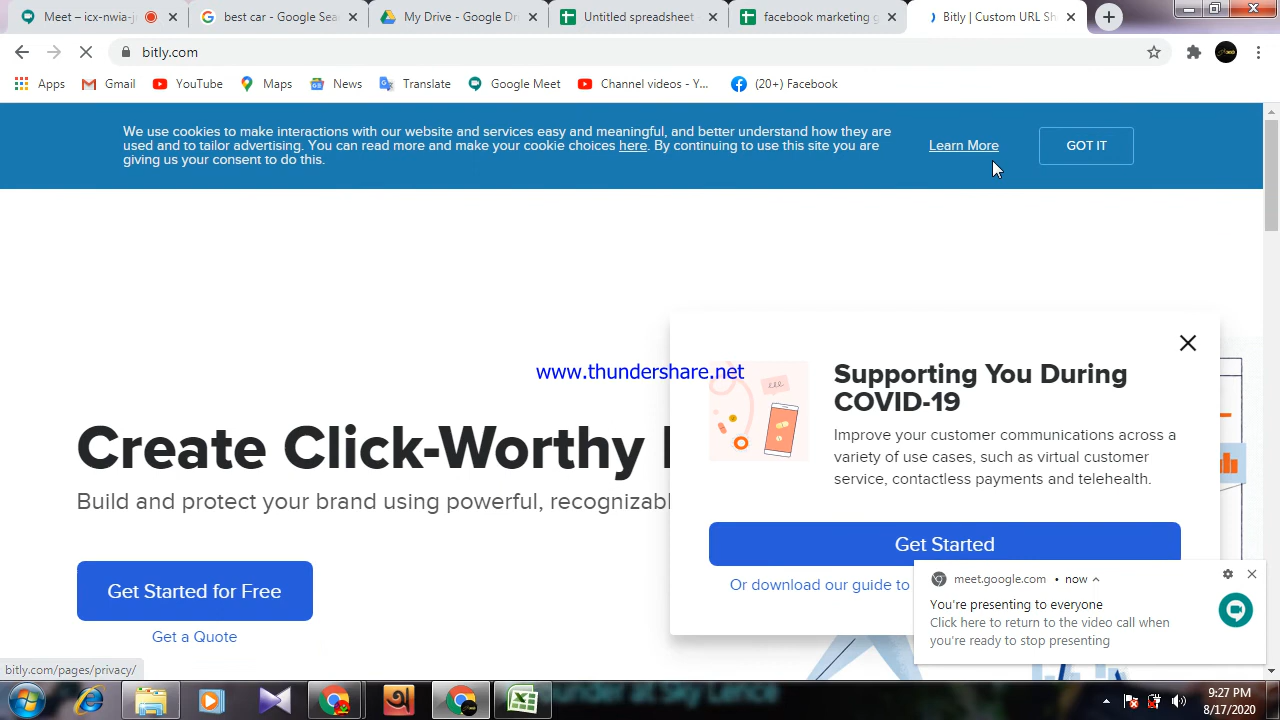 Meet – icx-nwia-j
best car - Google Sea
My Drive - Google Dr
Untitled spreadsheet
facebook marketing g
Bitly | Custom URL Sh
bitly.com
Apps
Gmail
YouTube
Maps
News
Translate
Google Meet
Channel videos - Y...
(20+) Facebook
We use cookies to make interactions with our website and services easy and meaningful, and better understand how they are
used and to tailor advertising. You can read more and make your cookie choices here. By continuing to use this site you are
giving us your consent to do this.
Learn More
GOT IT
www.thundershare.net
Supporting You During
COVID-19
Improve your customer communications across a
variety of use cases, such as virtual customer
service, contactless payments and telehealth.
Create Click-Worthy
Build and protect your brand using powerful, recognizabl
Get Started
Or download our guide to
Get Started for Free
Get a Quote
meet.google.com • now
You're presenting to everyone
Click here to return to the video call when
you're ready to stop presenting
bitly.com/pages/privacy/
9:27 PM
8/17/2020